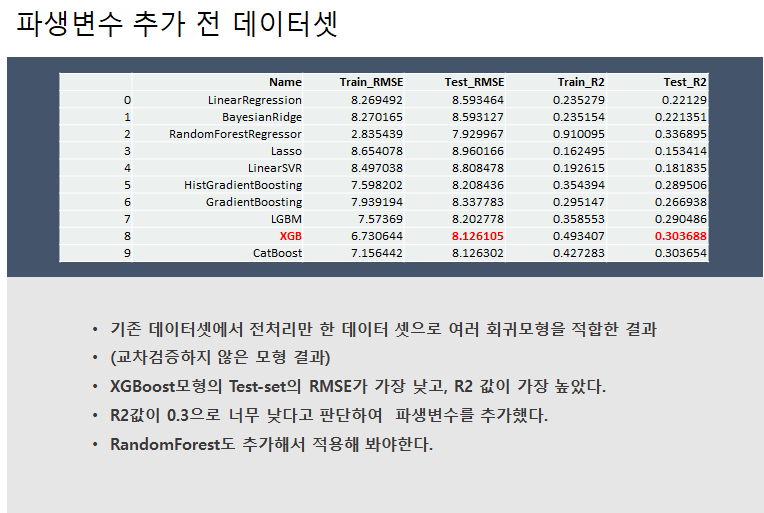 파생변수 추가 전 데이터셋
Name Train_RMSE Test_RMSE Train_R2 Test_R2
0 LinearRegression 8.269492 8.593464 0.235279 0.22129
1 BayesianRidge 8.270165 8.593127 0.235154 0.221351
2 RandomForestRegressor 2.835439 7.929967 0.910095 0.336895
3 Lasso 8.654078 8.960166 0.162495 0.153414
4 LinearSVR 8.497038 8.808478 0.192615 0.181835
5 HistGradientBoosting 7.598202 8.208436 0.354394 0.289506
6 GradientBoosting 7.939194 8.337783 0.295147 0.266938
7 LGBM 7.57369 8.202778 0.358553 0.290486
8 XGB 6.730644 8.126105 0.493407 0.303688
9 CatBoost 7.156442 8.126302 0.427283 0.303654
• 기존 데이터셋에서 전처리만 한 데이터 셋으로 여러 회귀모형을 적합한 결과
• (교차검증하지 않은 모형 결과)
• XGBoost모형의 Test-set의 RMSE가 가장 낮고, R2 값이 가장 높았다.
• R2값이 0.3으로 너무 낮다고 판단하여 파생변수를 추가했다.
• RandomForest도 추가해서 적용해 봐야한다.